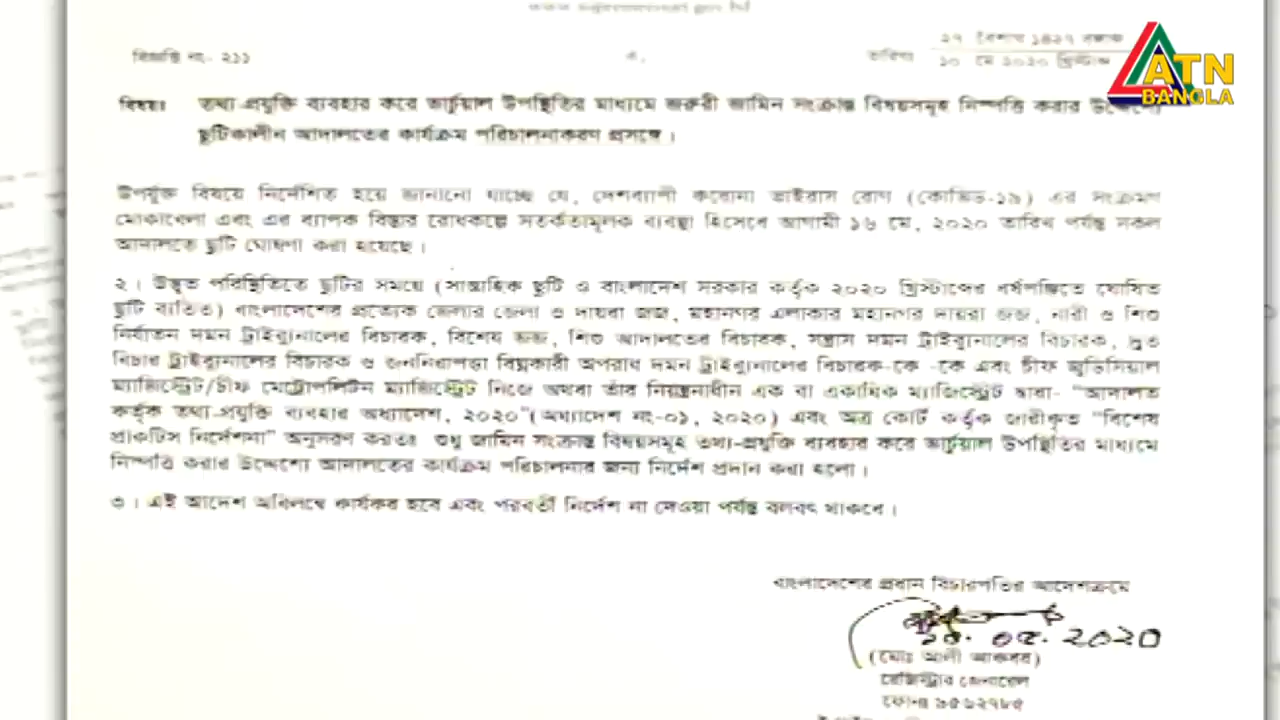 বিজ্ঞপ্তি নং- ২১১
তারিখঃ
২৭ বৈশাখ ১৪২৭ বঙ্গাব্দ
১০ মে ২০২০ খ্রিস্টাব্দ
ATN
BANGLA
বিষয়ঃ তথ্য-প্রযুক্তি ব্যবহার করে ভার্চুয়াল উপস্থিতির মাধ্যমে জরুরী জামিন সংক্রান্ত বিষয়সমূহ নিষ্পত্তি করার উদ্দেশ্যে
ছুটিকালীন আদালতের কার্যক্রম পরিচালনাকরণ প্রসঙ্গে।
উপর্যুক্ত বিষয়ে নির্দেশিত হয়ে জানানো যাচ্ছে যে, দেশব্যাপী করোনা ভাইরাস রোগ (কোভিড-১৯) এর সংক্রমণ
মোকাবেলা এবং এর ব্যাপক বিস্তার রোধকল্পে সতর্কতামূলক ব্যবস্থা হিসেবে আগামী ১৬ মে, ২০২০ তারিখ পর্যন্ত সকল
আদালতে ছুটি ঘোষণা করা হয়েছে।
২। উদ্ভূত পরিস্থিতিতে ছুটির সময়ে (সাপ্তাহিক ছুটি ও বাংলাদেশ সরকার কর্তৃক ২০২০ খ্রিস্টাব্দের বর্ষপঞ্জিতে ঘোষিত
ছুটি ব্যতিত) বাংলাদেশের প্রত্যেক জেলার জেলা ও দায়রা জজ, মহানগর এলাকার মহানগর দায়রা জজ, নারী ও শিশু
নির্যাতন দমন ট্রাইব্যুনালের বিচারক, বিশেষ জজ, শিশু আদালতের বিচারক, সন্ত্রাস দমন ট্রাইব্যুনালের বিচারক, দ্রুত
বিচার ট্রাইব্যুনালের বিচারক ও জননিরাপত্তা বিঘ্নকারী অপরাধ দমন ট্রাইব্যুনালের বিচারক-কে -কে এবং চীফ জুডিসিয়াল
ম্যাজিস্ট্রেট/চীফ মেট্রোপলিটন ম্যাজিস্ট্রেট নিজে অথবা তাঁর নিয়ন্ত্রনাধীন এক বা একাধিক ম্যাজিস্ট্রেট দ্বারা- “আদালত
কর্তৃক তথ্য-প্রযুক্তি ব্যবহার অধ্যাদেশ, ২০২০”(অধ্যাদেশ নং-০১, ২০২০) এবং অত্র কোর্ট কর্তৃক জারীকৃত “বিশেষ
প্রাকটিস নির্দেশনা” অনুসরণ করতঃ শুধু জামিন সংক্রান্ত বিষয়সমূহ তথ্য-প্রযুক্তি ব্যবহার করে ভার্চুয়াল উপস্থিতির মাধ্যমে
নিষ্পত্তি করার উদ্দেশ্যে আদালতের কার্যক্রম পরিচালনার জন্য নির্দেশ প্রদান করা হলো।
৩। এই আদেশ অবিলম্বে কার্যকর হবে এবং পরবর্তী নির্দেশ না দেওয়া পর্যন্ত বলবৎ থাকবে।
বাংলাদেশের প্রধান বিচারপতির আদেশক্রমে
১০. ০৫. ২০২০
(মোঃ আলী আকবর)
রেজিস্ট্রার জেনারেল
ফোনঃ ৯৫৬২৭৮৫